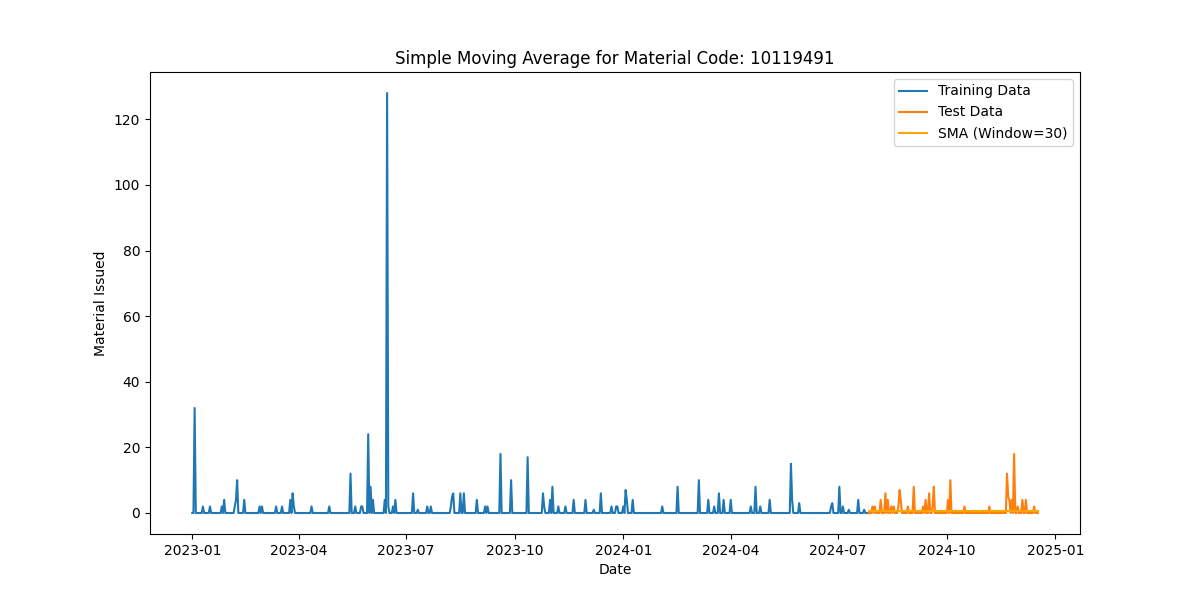 Simple Moving Average for Material Code: 10119491
Training Data
Test Data
SMA (Window=30)
Material Issued
120
100
80
60
40
20
0
2023-01
2023-04
2023-07
2023-10
2024-01
2024-04
2024-07
2024-10
2025-01
Date